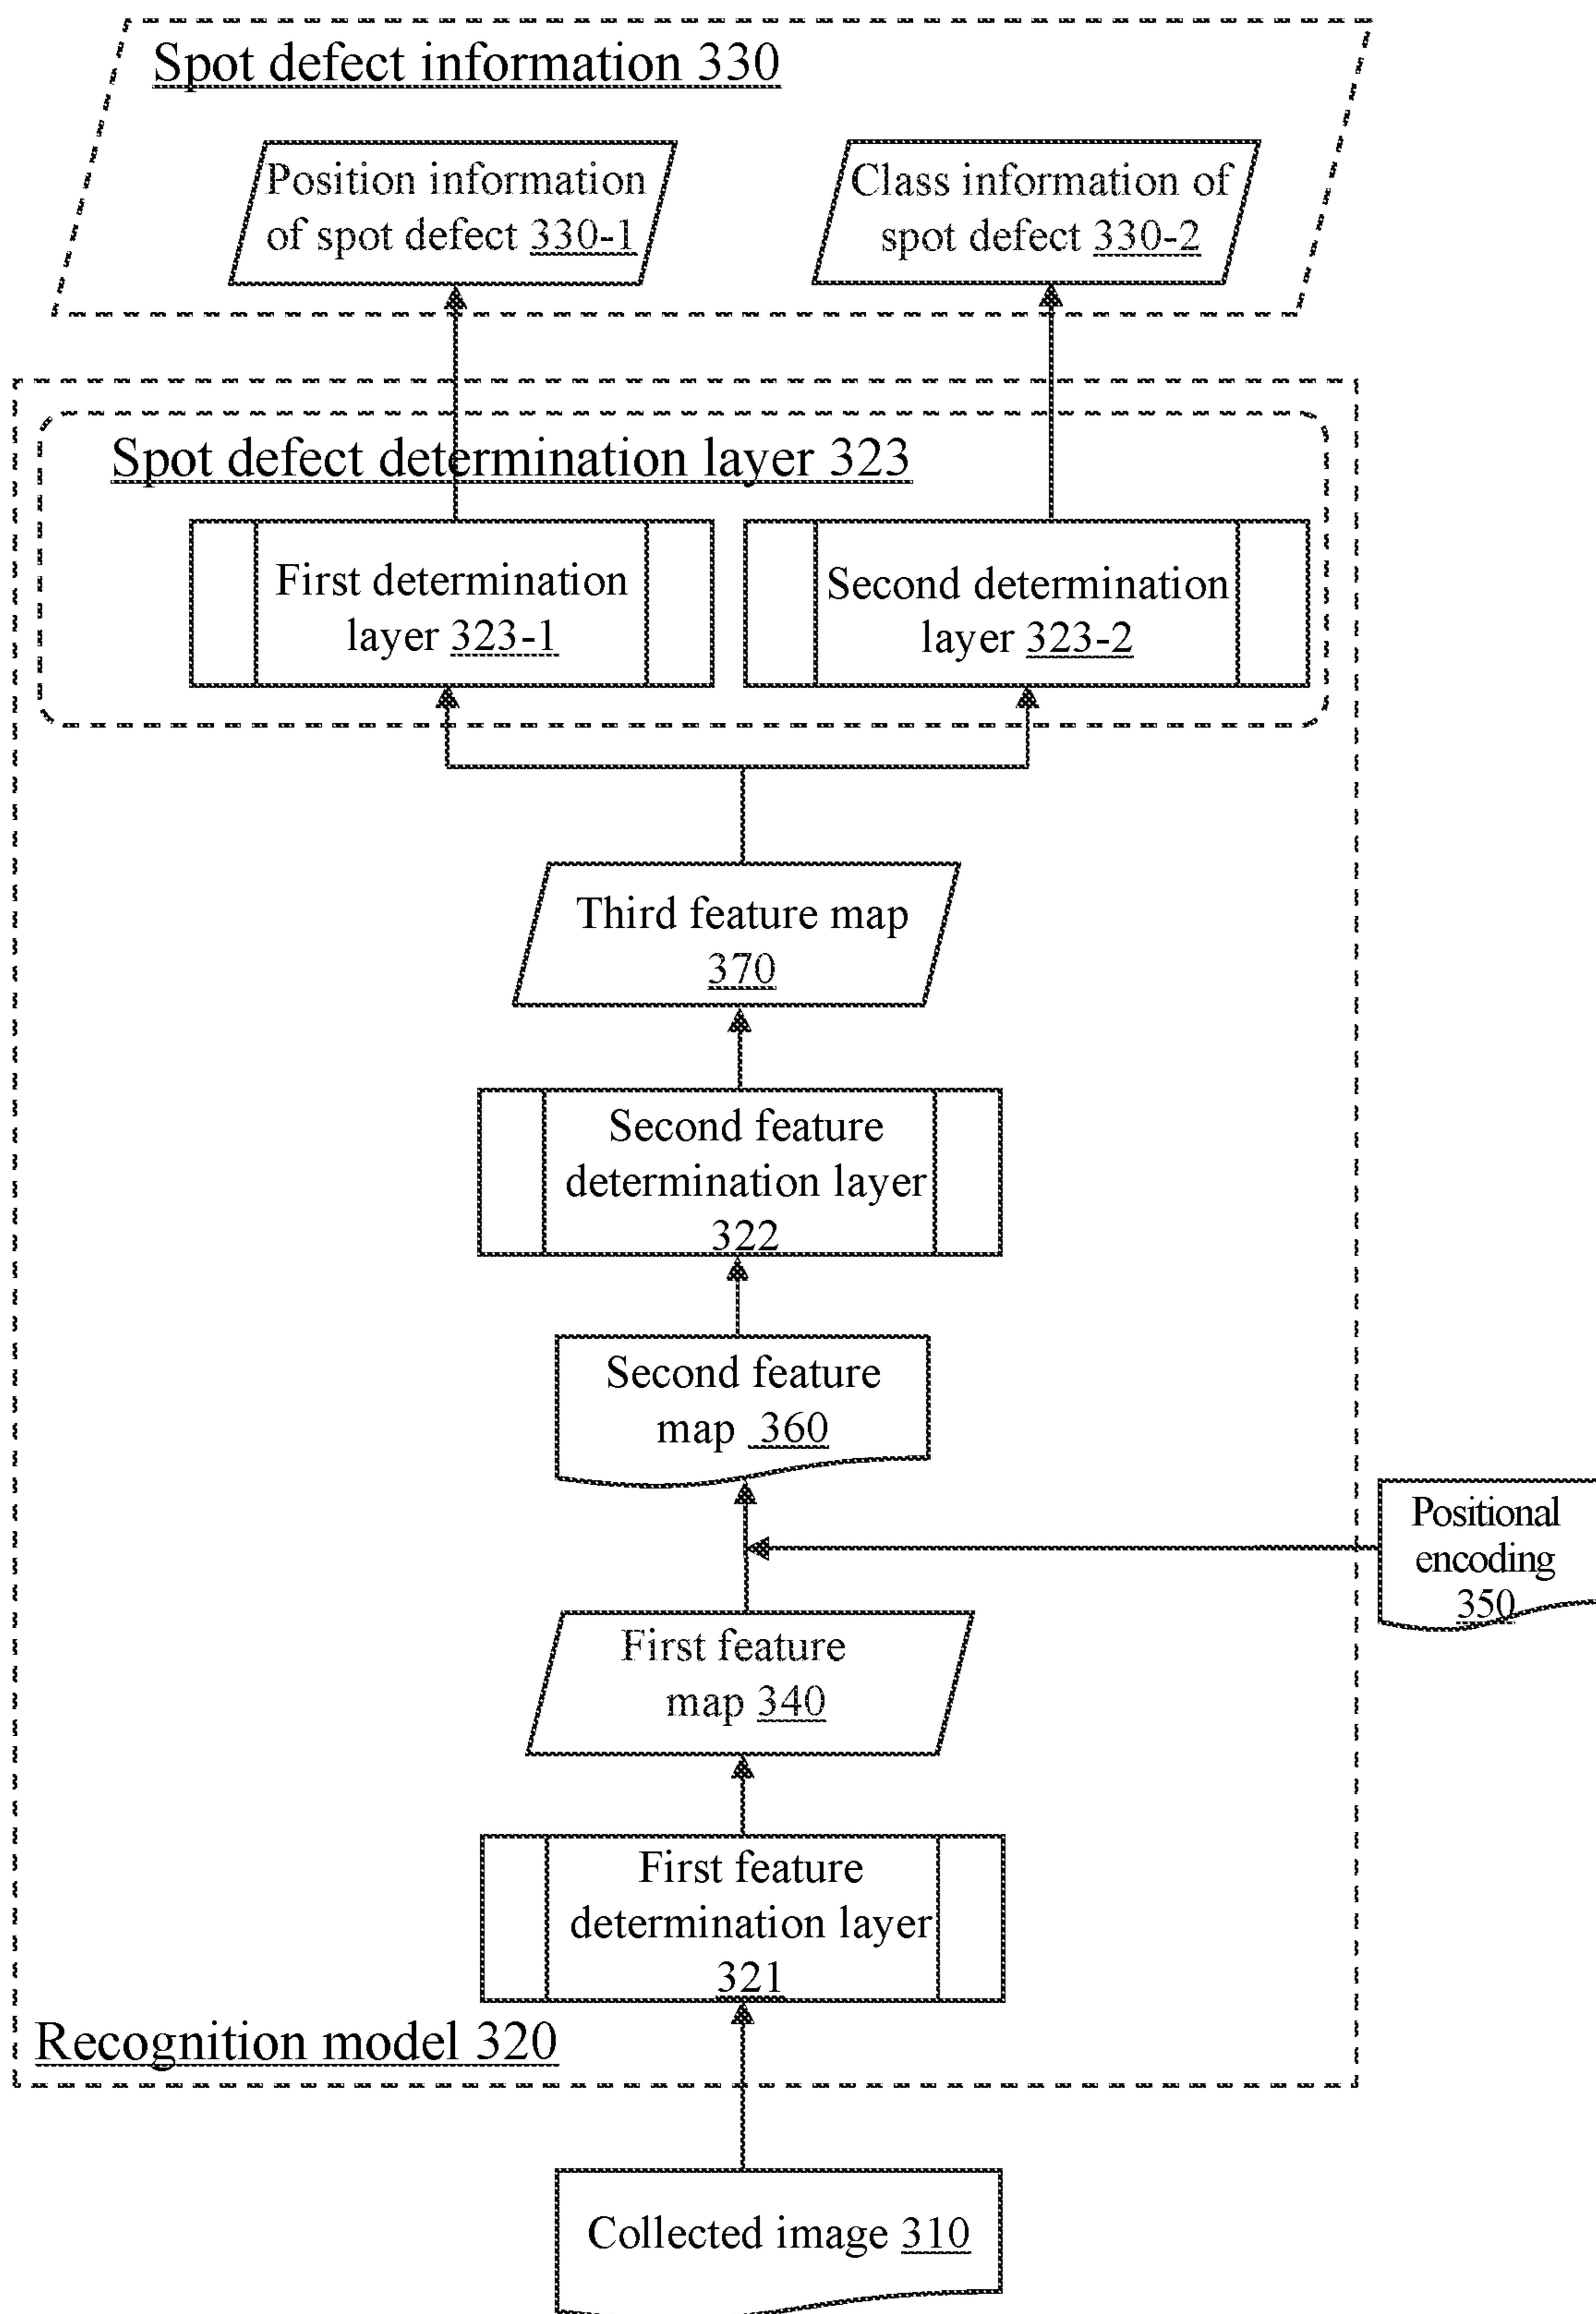 Spot defect information 330
Position information
of spot defect 330-1
Class information of
spot defect 330-2
Spot defect determination layer 323
First determination
layer 323-1
Second determination
layer 323-2
Third feature map
370
Second feature
determination layer
322
Second feature
map 360
Positional
encoding
350
First feature
map 340
First feature
determination layer
321
Recognition model 320
Collected image 310